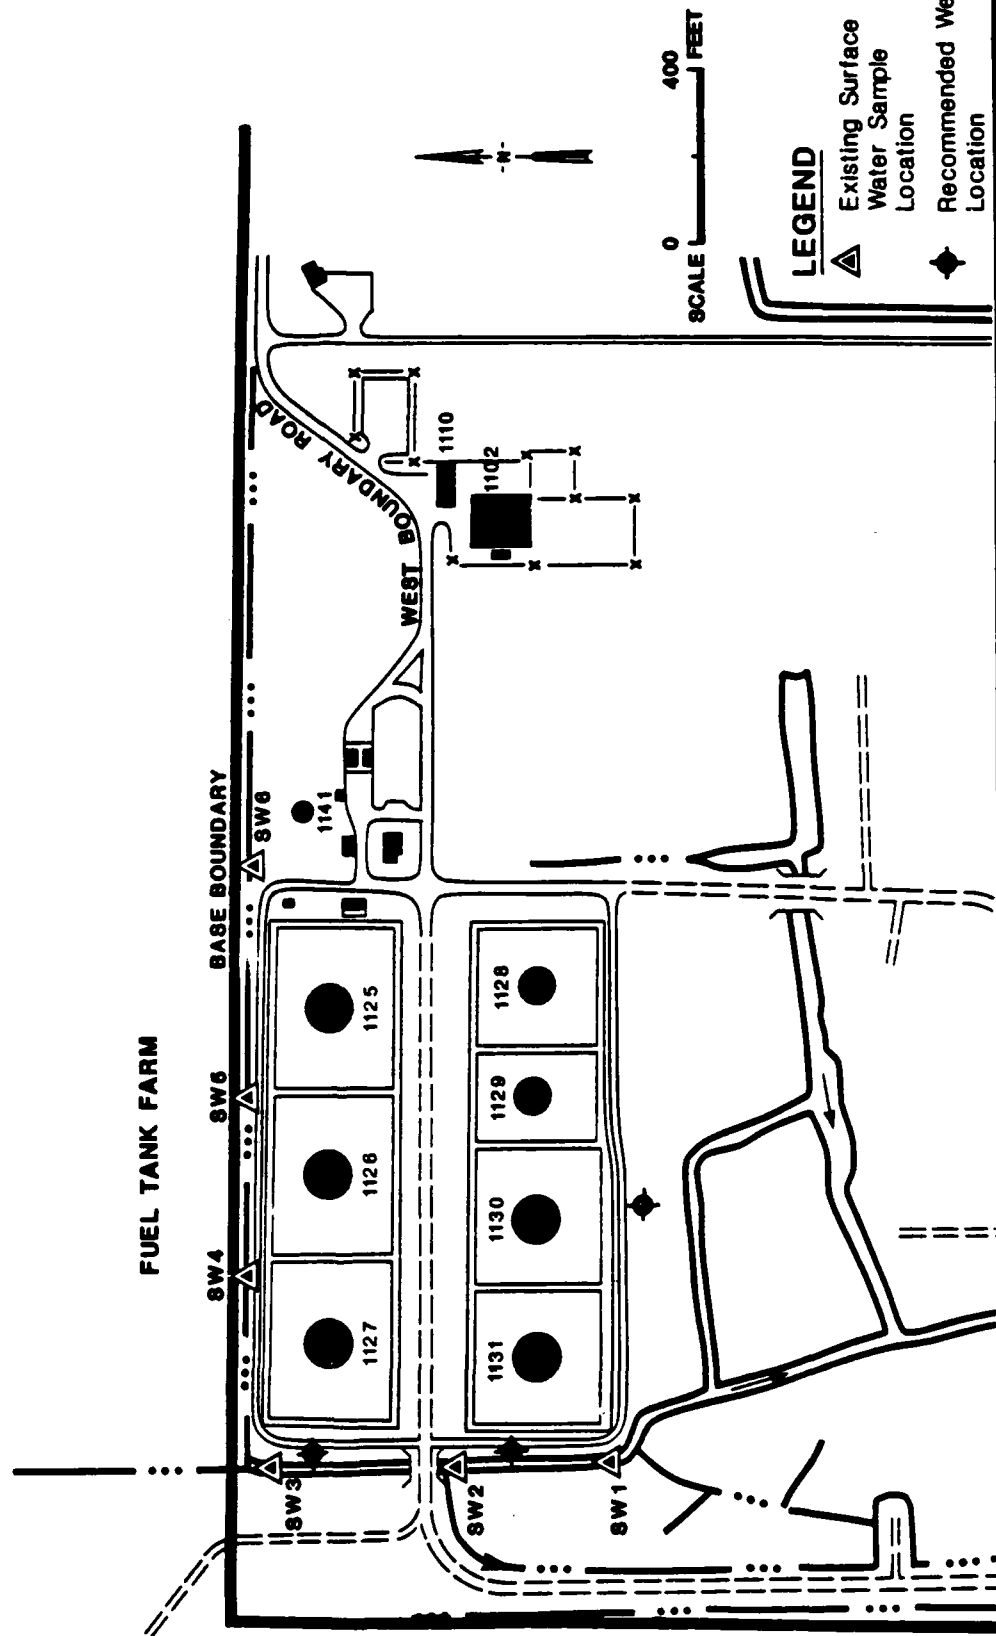 FUEL TANK FARM
BASE BOUNDARY
SW4
SW6
SW6
1141
1127
1126
1125
1131
1130
1129
1128
SW3
SW2
SW1
WEST BOUNDARY ROAD
1110
1102
-N-
SCALE
0
400
FEET
LEGEND
Existing Surface
Water Sample
Location
Recommended We
Location